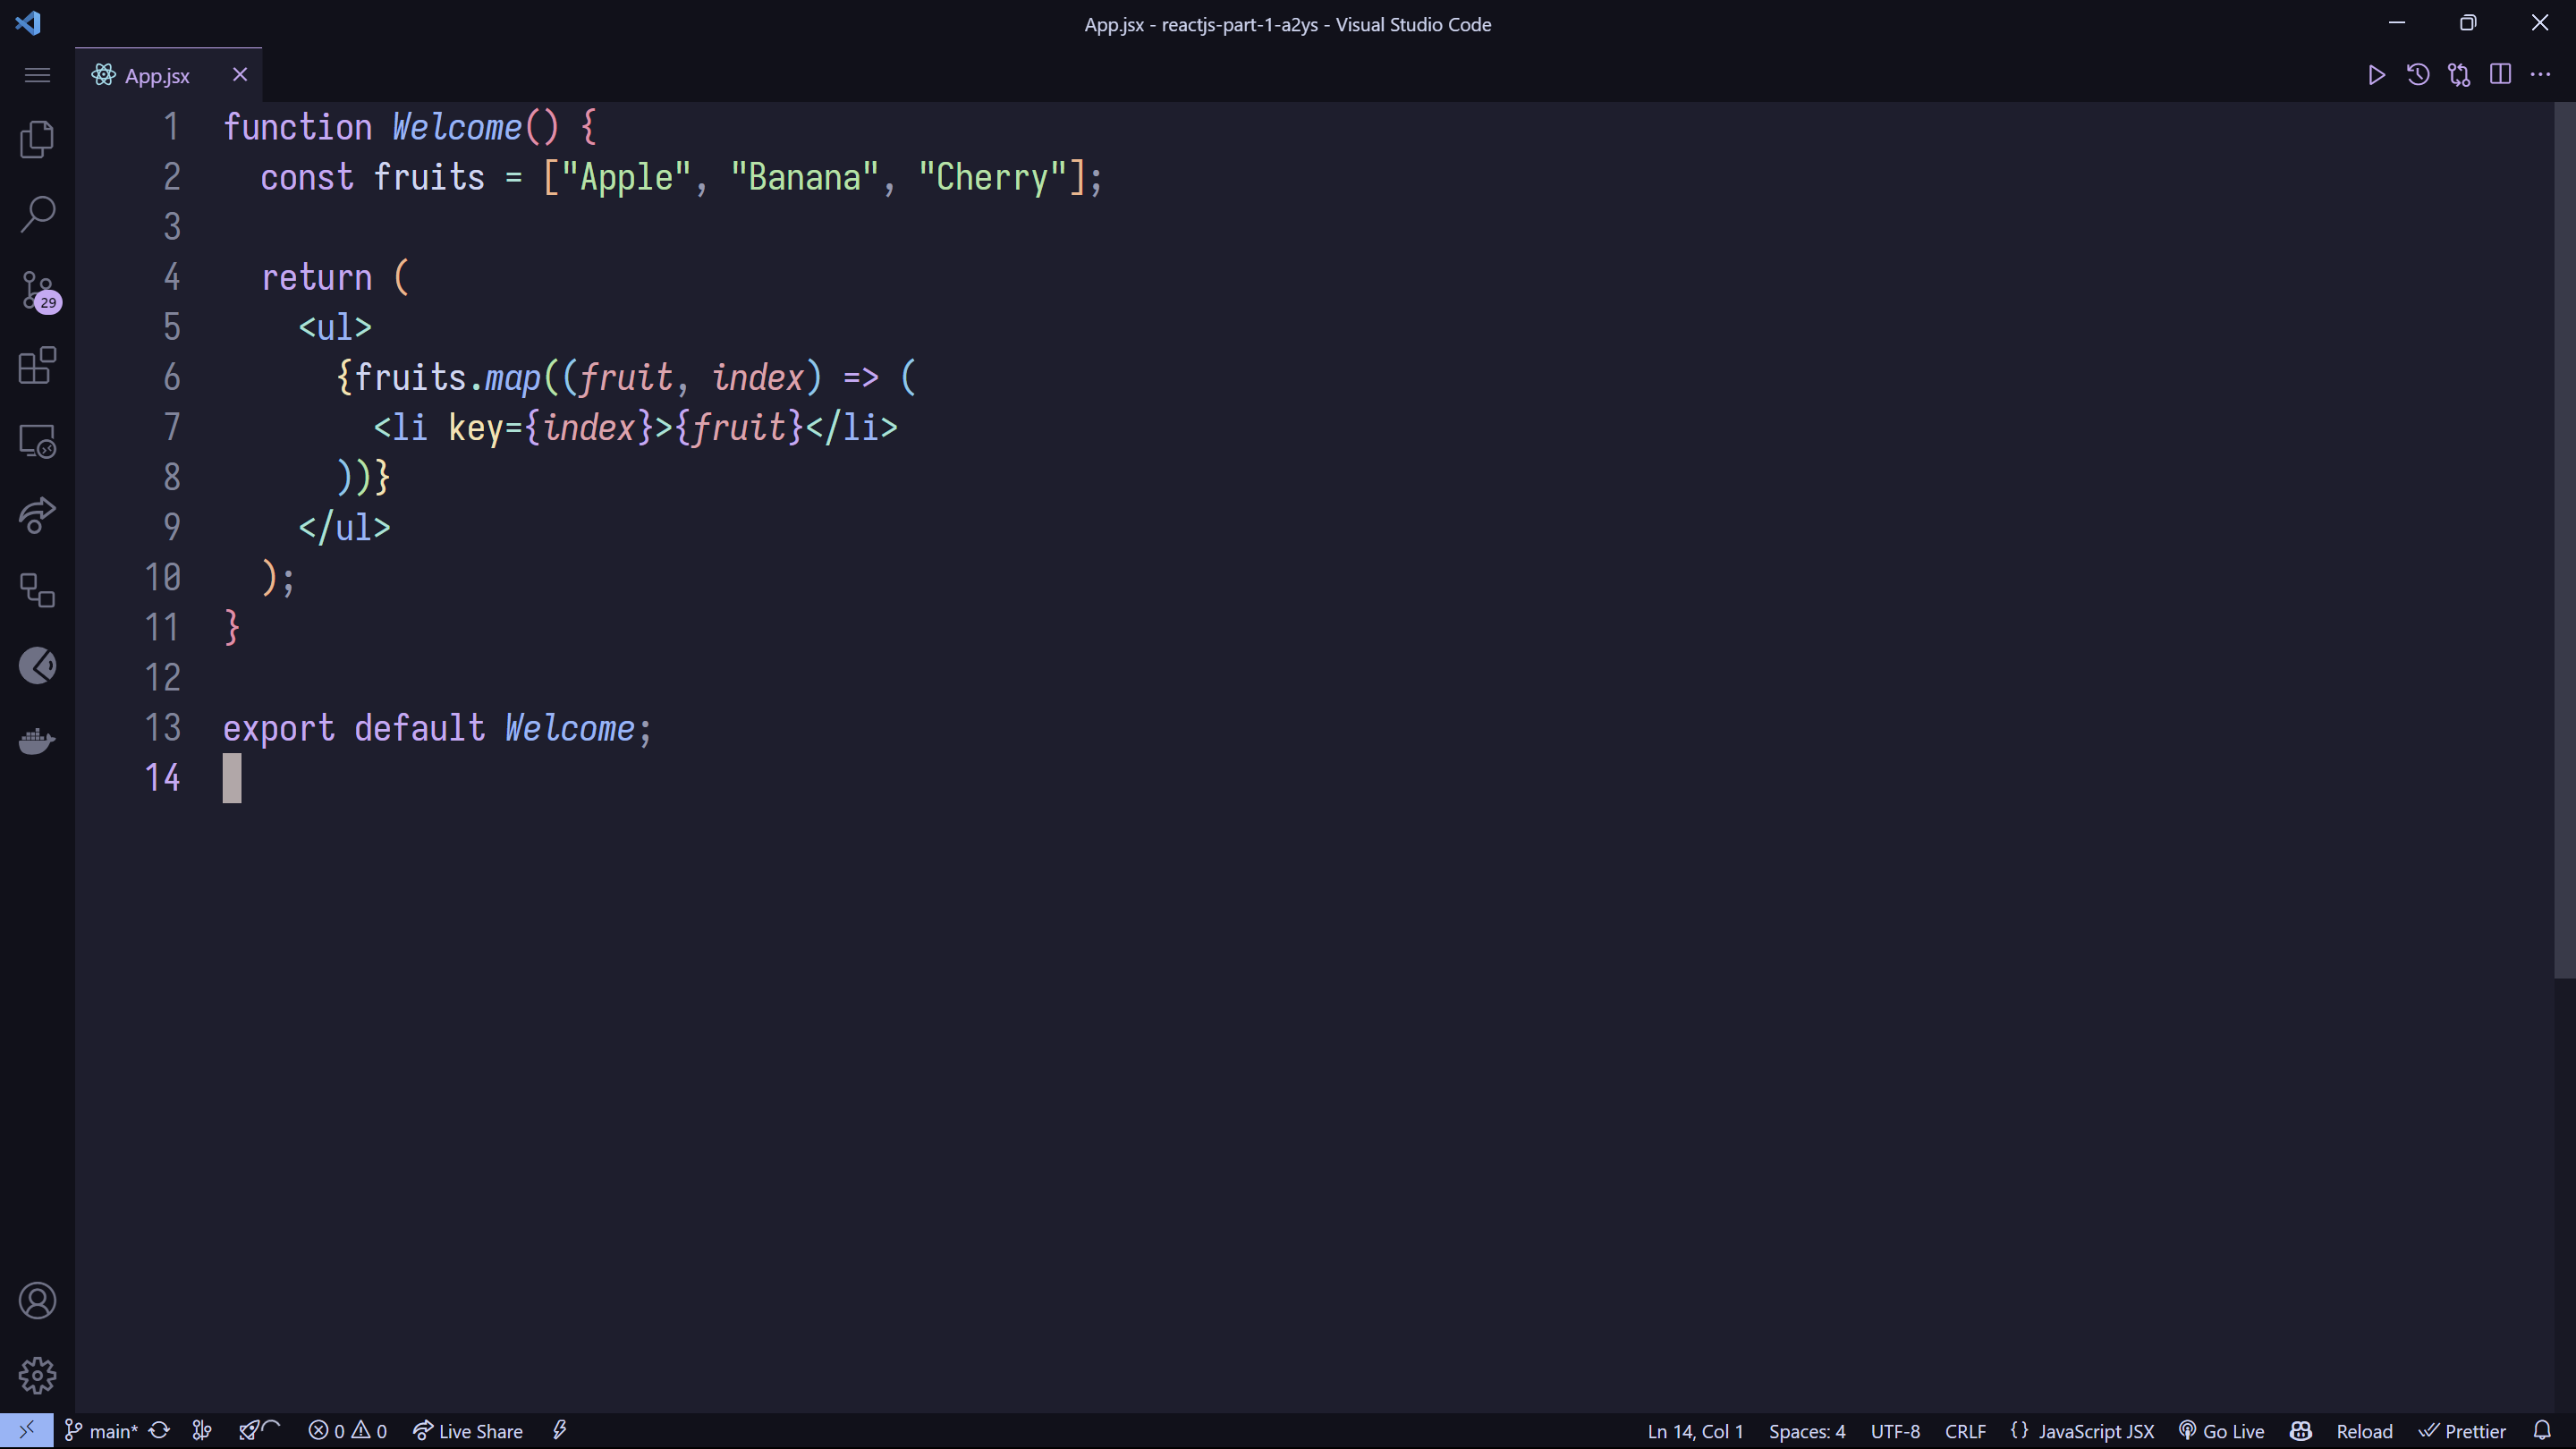 App.jsx - reactjs-part-1-a2ys - Visual Studio Code
App.jsx
1 function Welcome() {
2   const fruits = ["Apple", "Banana", "Cherry"];
3
4   return (
5     <ul>
6       {fruits.map((fruit, index) => (
7         <li key={index}>{fruit}</li>
8       ))}
9     </ul>
10   );
11 }
12
13 export default Welcome;
14
29
main* 0 0 Live Share Ln 14, Col 1 Spaces: 4 UTF-8 CRLF {} JavaScript JSX Go Live Reload Prettier